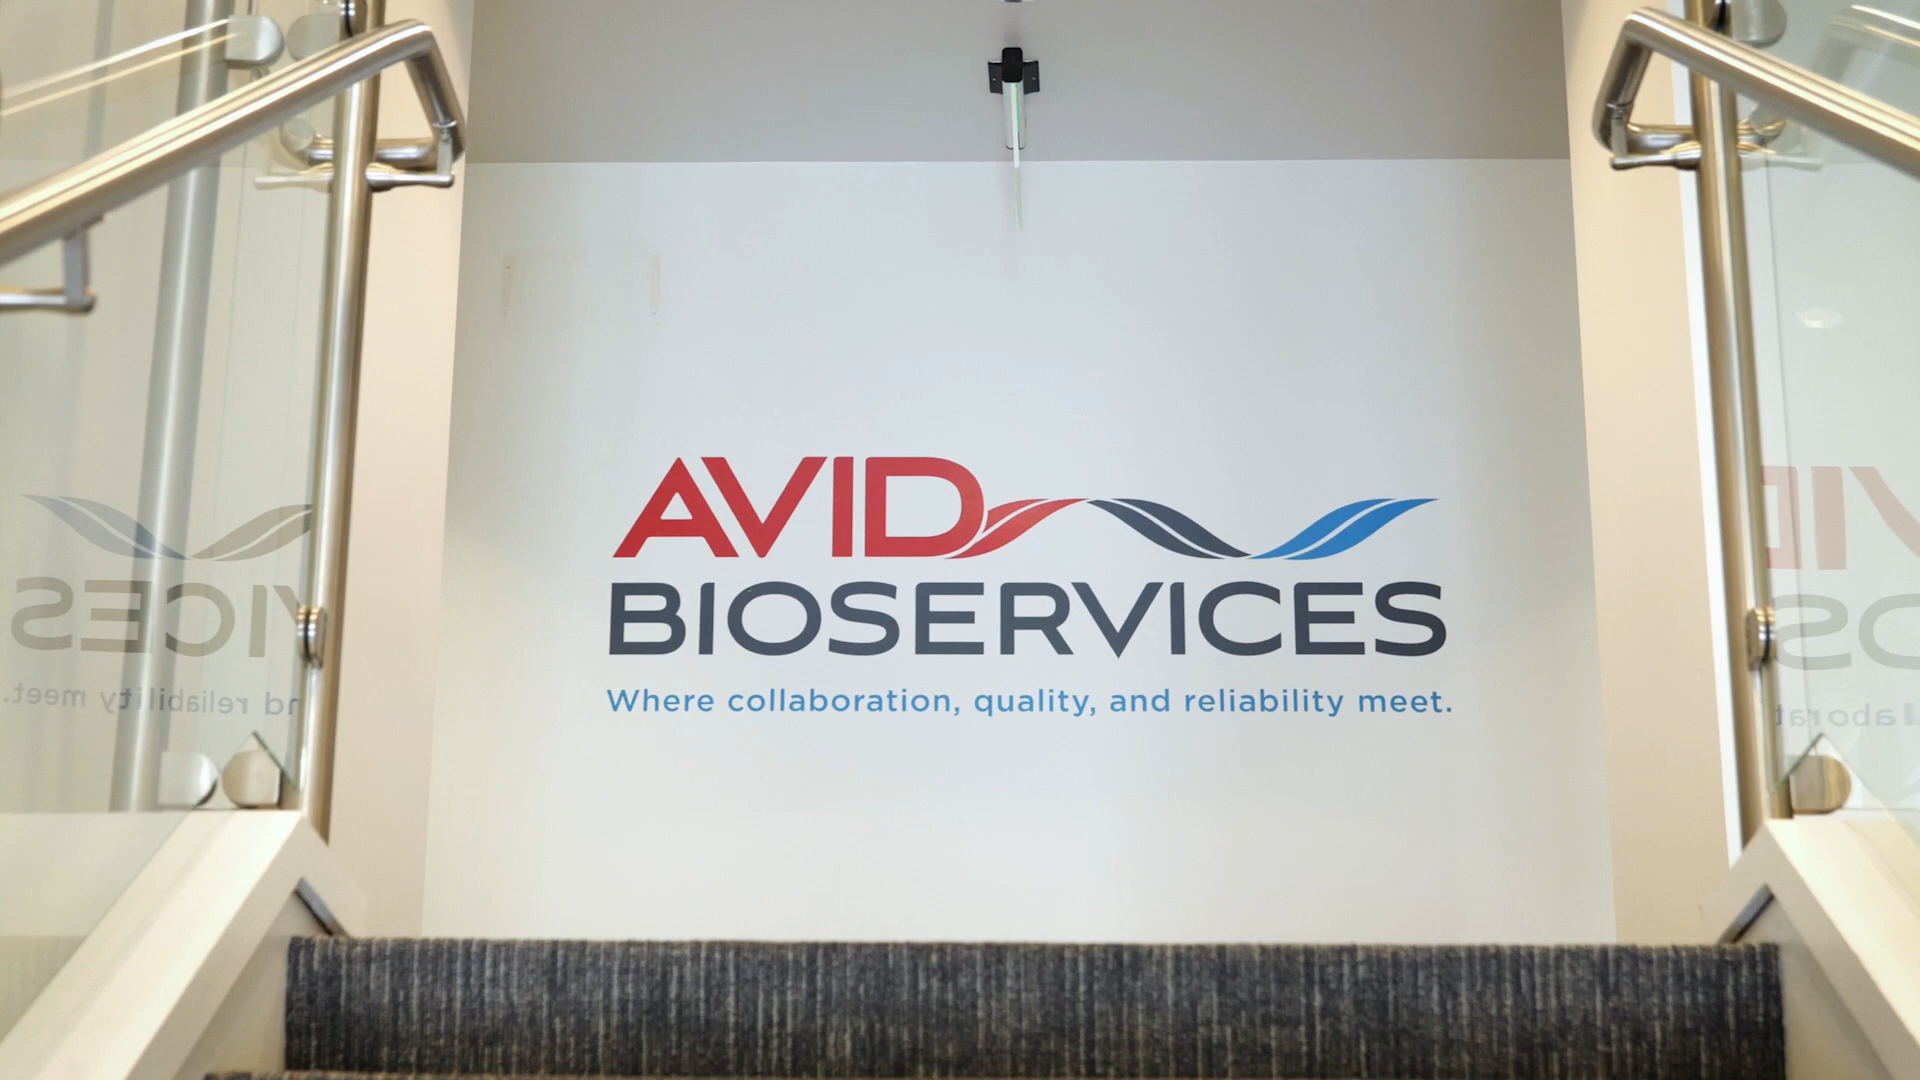 AVID
BIOSERVICES
Where collaboration, quality, and reliability meet.